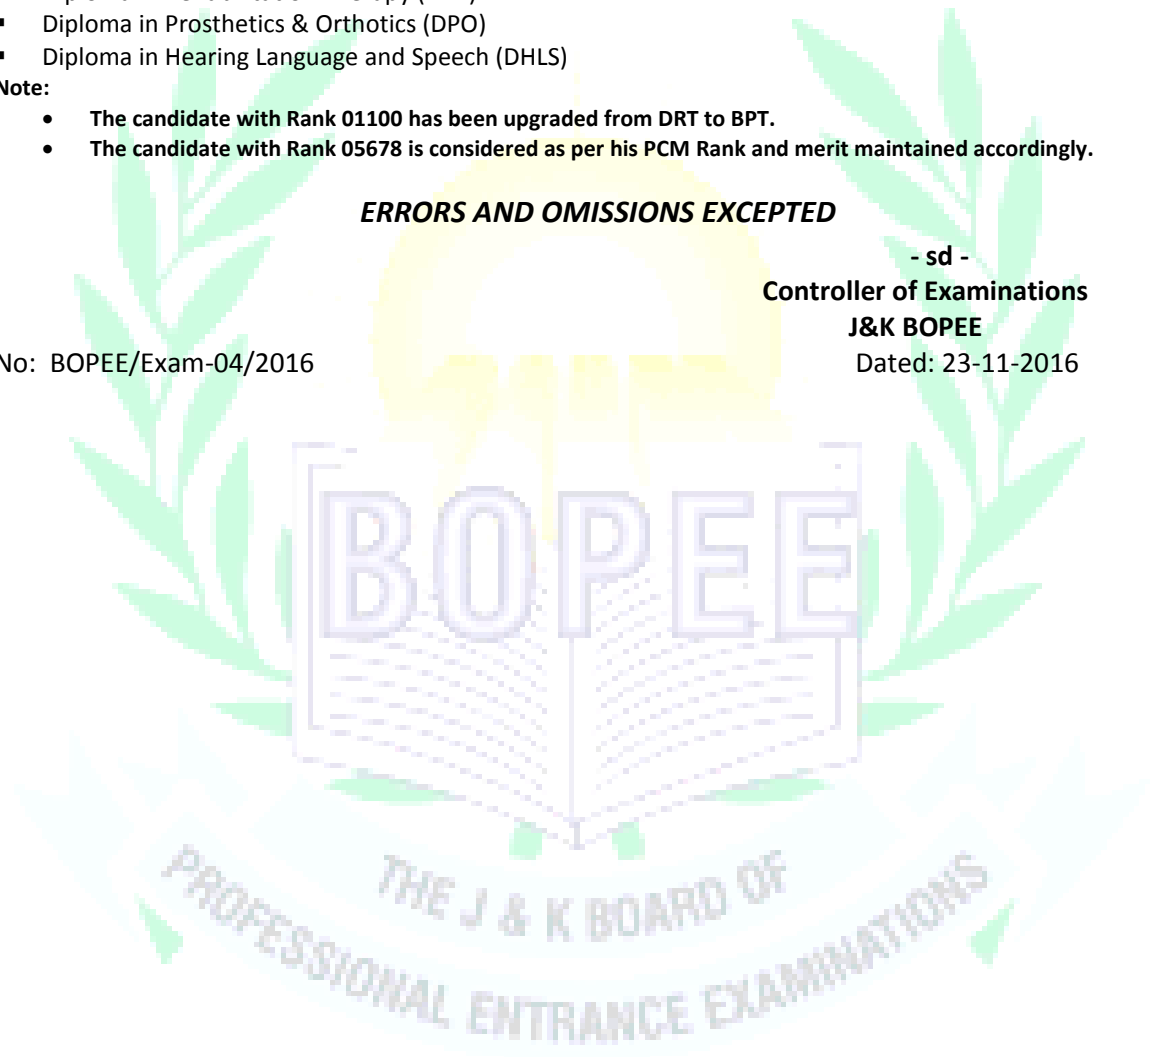 ▪ Diploma in Prosthetics & Orthotics (DPO)
▪ Diploma in Hearing Language and Speech (DHLS)
Note:
• The candidate with Rank 01100 has been upgraded from DRT to BPT.
• The candidate with Rank 05678 is considered as per his PCM Rank and merit maintained accordingly.
ERRORS AND OMISSIONS EXCEPTED
- sd -
Controller of Examinations
J&K BOPEE
No: BOPEE/Exam-04/2016 Dated: 23-11-2016
BOPEE
THE J & K BOARD OF
PROFESSIONAL ENTRANCE EXAMINATIONS